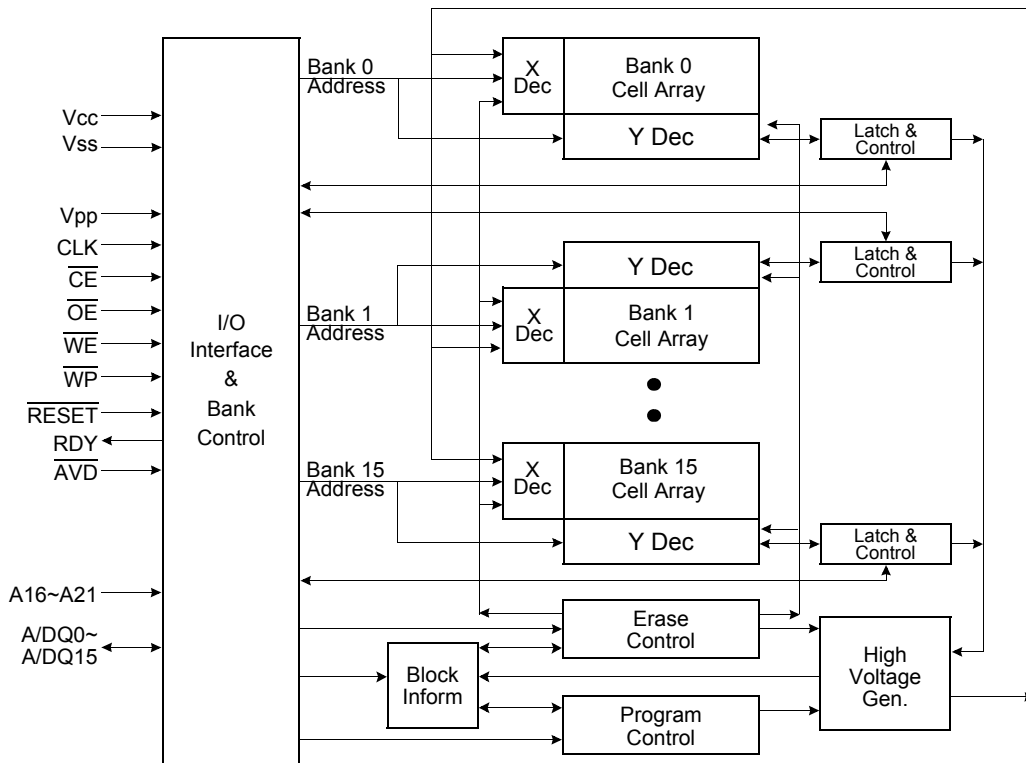 Vcc
Vss
Vpp
CLK
CE
OE
WE
WP
RESET
RDY
AVD
A16~A21
A/DQ0~
A/DQ15
I/O
Interface
&
Bank
Control
Bank 0
Address
X
Dec
Bank 0
Cell Array
Y Dec
Latch &
Control
Bank 1
Address
Y Dec
X
Dec
Bank 1
Cell Array
Latch &
Control
Bank 15
Address
X
Dec
Bank 15
Cell Array
Y Dec
Latch &
Control
Erase
Control
Block
Inform
Program
Control
High
Voltage
Gen.